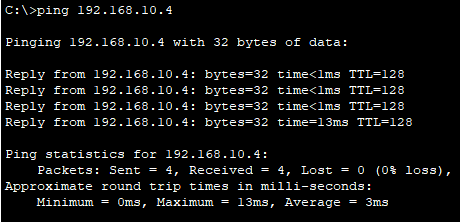 C:\>ping 192.168.10.4
Pinging 192.168.10.4 with 32 bytes of data:
Reply from 192.168.10.4: bytes=32 time<1ms TTL=128
Reply from 192.168.10.4: bytes=32 time<1ms TTL=128
Reply from 192.168.10.4: bytes=32 time<1ms TTL=128
Reply from 192.168.10.4: bytes=32 time=13ms TTL=128
Ping statistics for 192.168.10.4:
    Packets: Sent = 4, Received = 4, Lost = 0 (0% loss),
Approximate round trip times in milli-seconds:
    Minimum = 0ms, Maximum = 13ms, Average = 3ms